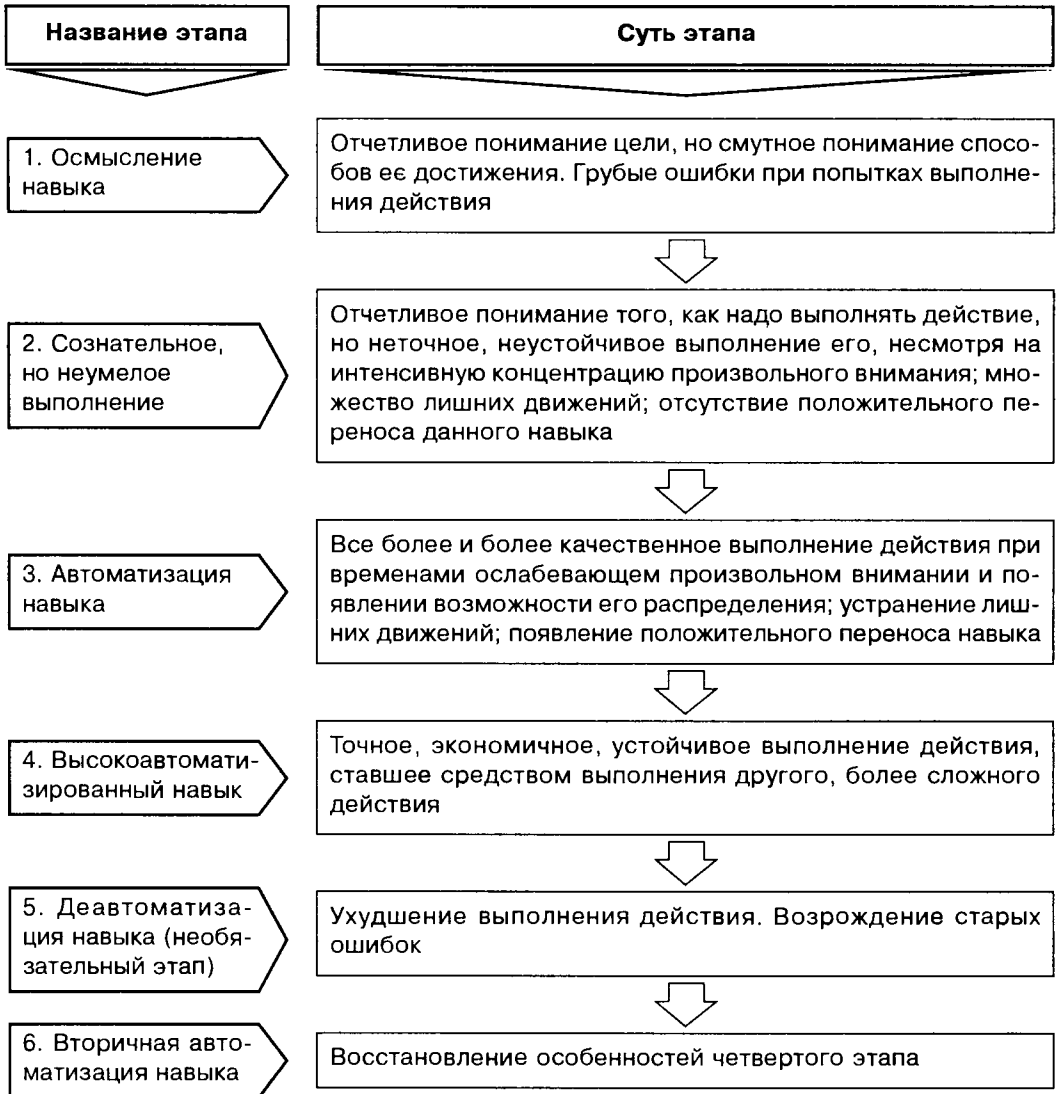 Название этапа
Суть этапа
1. Осмысление
навыка
Отчетливое понимание цели, но смутное понимание спосо-
бов ее достижения. Грубые ошибки при попытках выполне-
ния действия
2. Сознательное,
но неумелое
выполнение
Отчетливое понимание того, как надо выполнять действие,
но неточное, неустойчивое выполнение его, несмотря на
интенсивную концентрацию произвольного внимания; мно-
жество лишних движений; отсутствие положительного пе-
реноса данного навыка
3. Автоматизация
навыка
Все более и более качественное выполнение действия при
временами ослабевающем произвольном внимании и по-
явлении возможности его распределения; устранение лиш-
них движений; появление положительного переноса навыка
4. Высокоавтомати-
зированный навык
Точное, экономичное, устойчивое выполнение действия,
ставшее средством выполнения другого, более сложного
действия
5. Деавтоматиза-
ция навыка (необя-
зательный этап)
Ухудшение выполнения действия. Возрождение старых
ошибок
6. Вторичная авто-
матизация навыка
Восстановление особенностей четвертого этапа